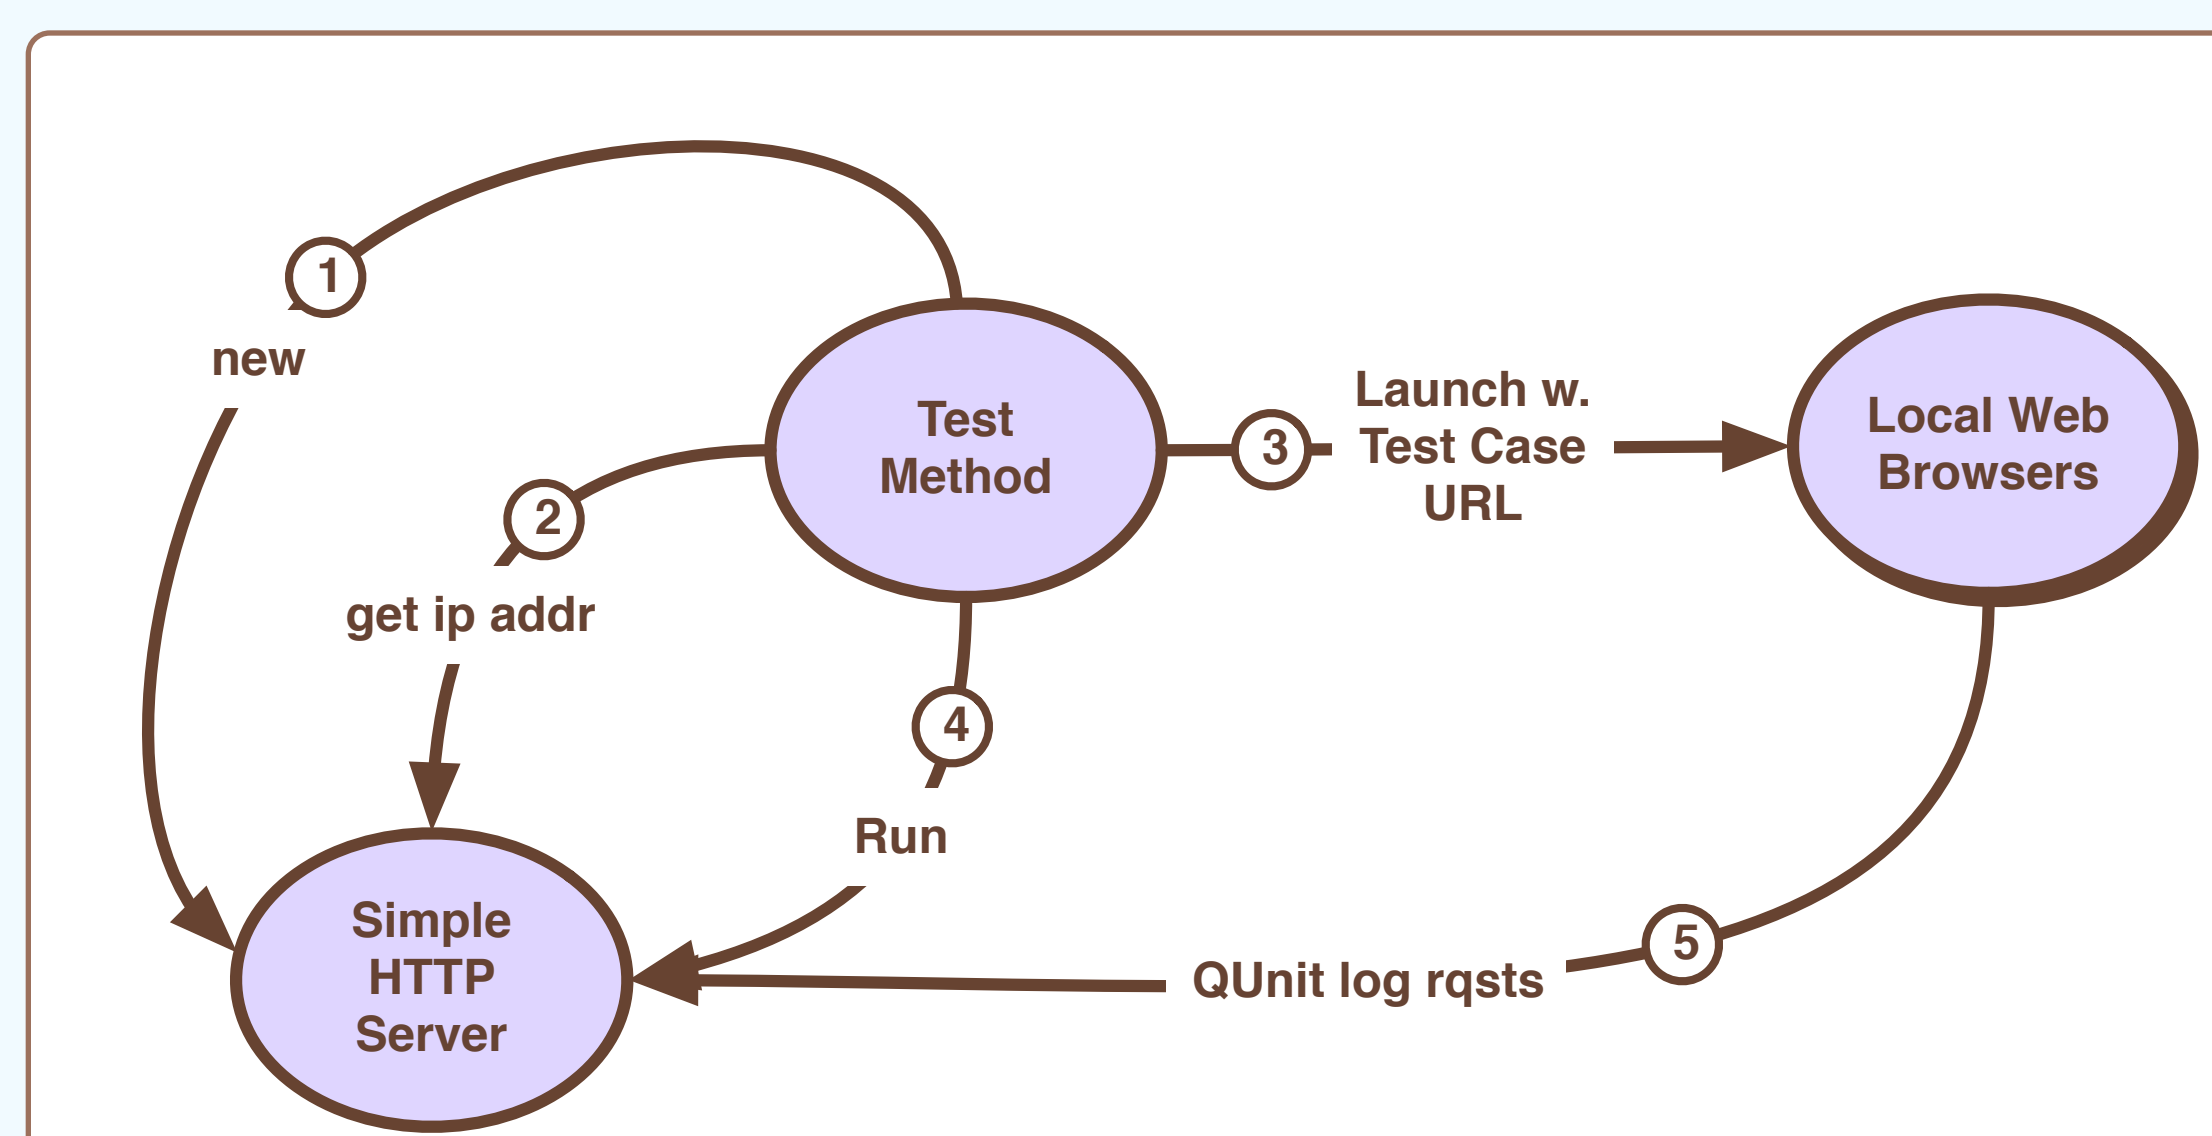 1
new
2
get ip addr
Test
Method
3
Launch w.
Test Case
URL
Local Web
Browsers
4
Run
5
QUnit log rqsts
Simple
HTTP
Server